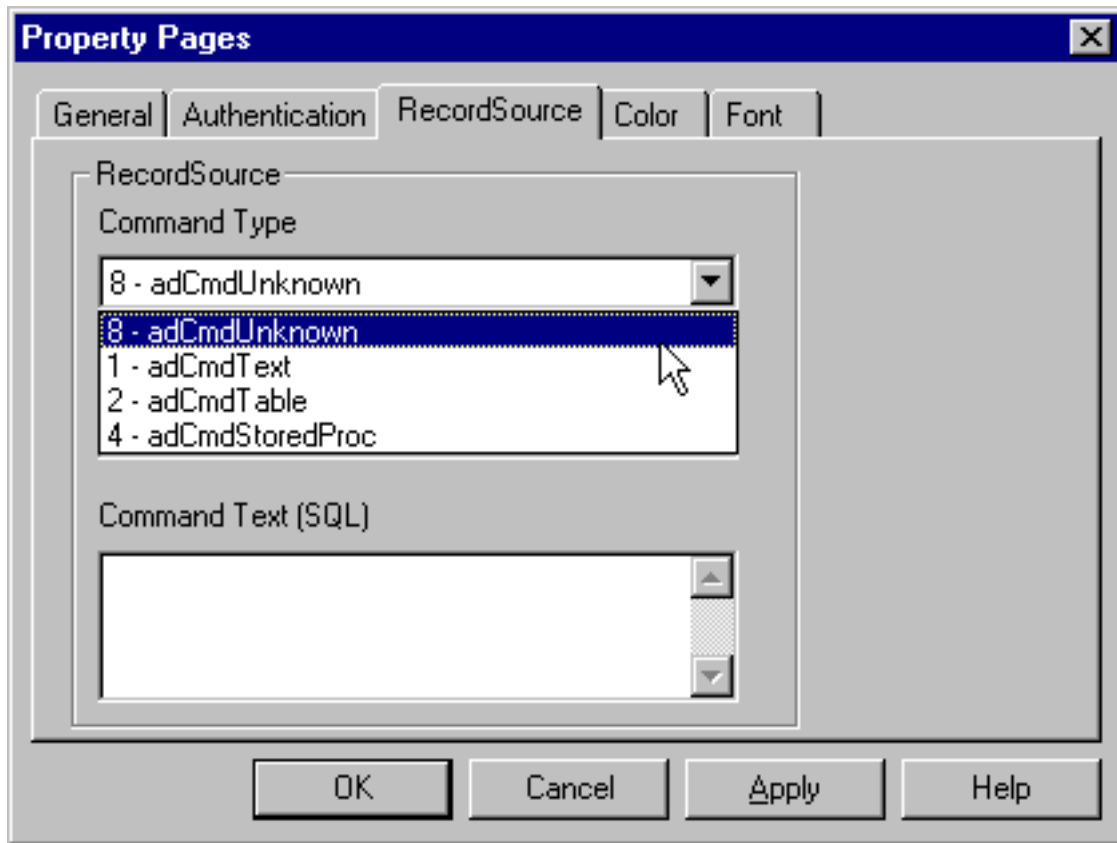 Property Pages
General Authentication RecordSource Color Font
RecordSource
Command Type
8 - adCmdUnknown
8 - adCmdUnknown
1 - adCmdText
2 - adCmdTable
4 - adCmdStoredProc
Command Text (SQL)
OK Cancel Apply Help